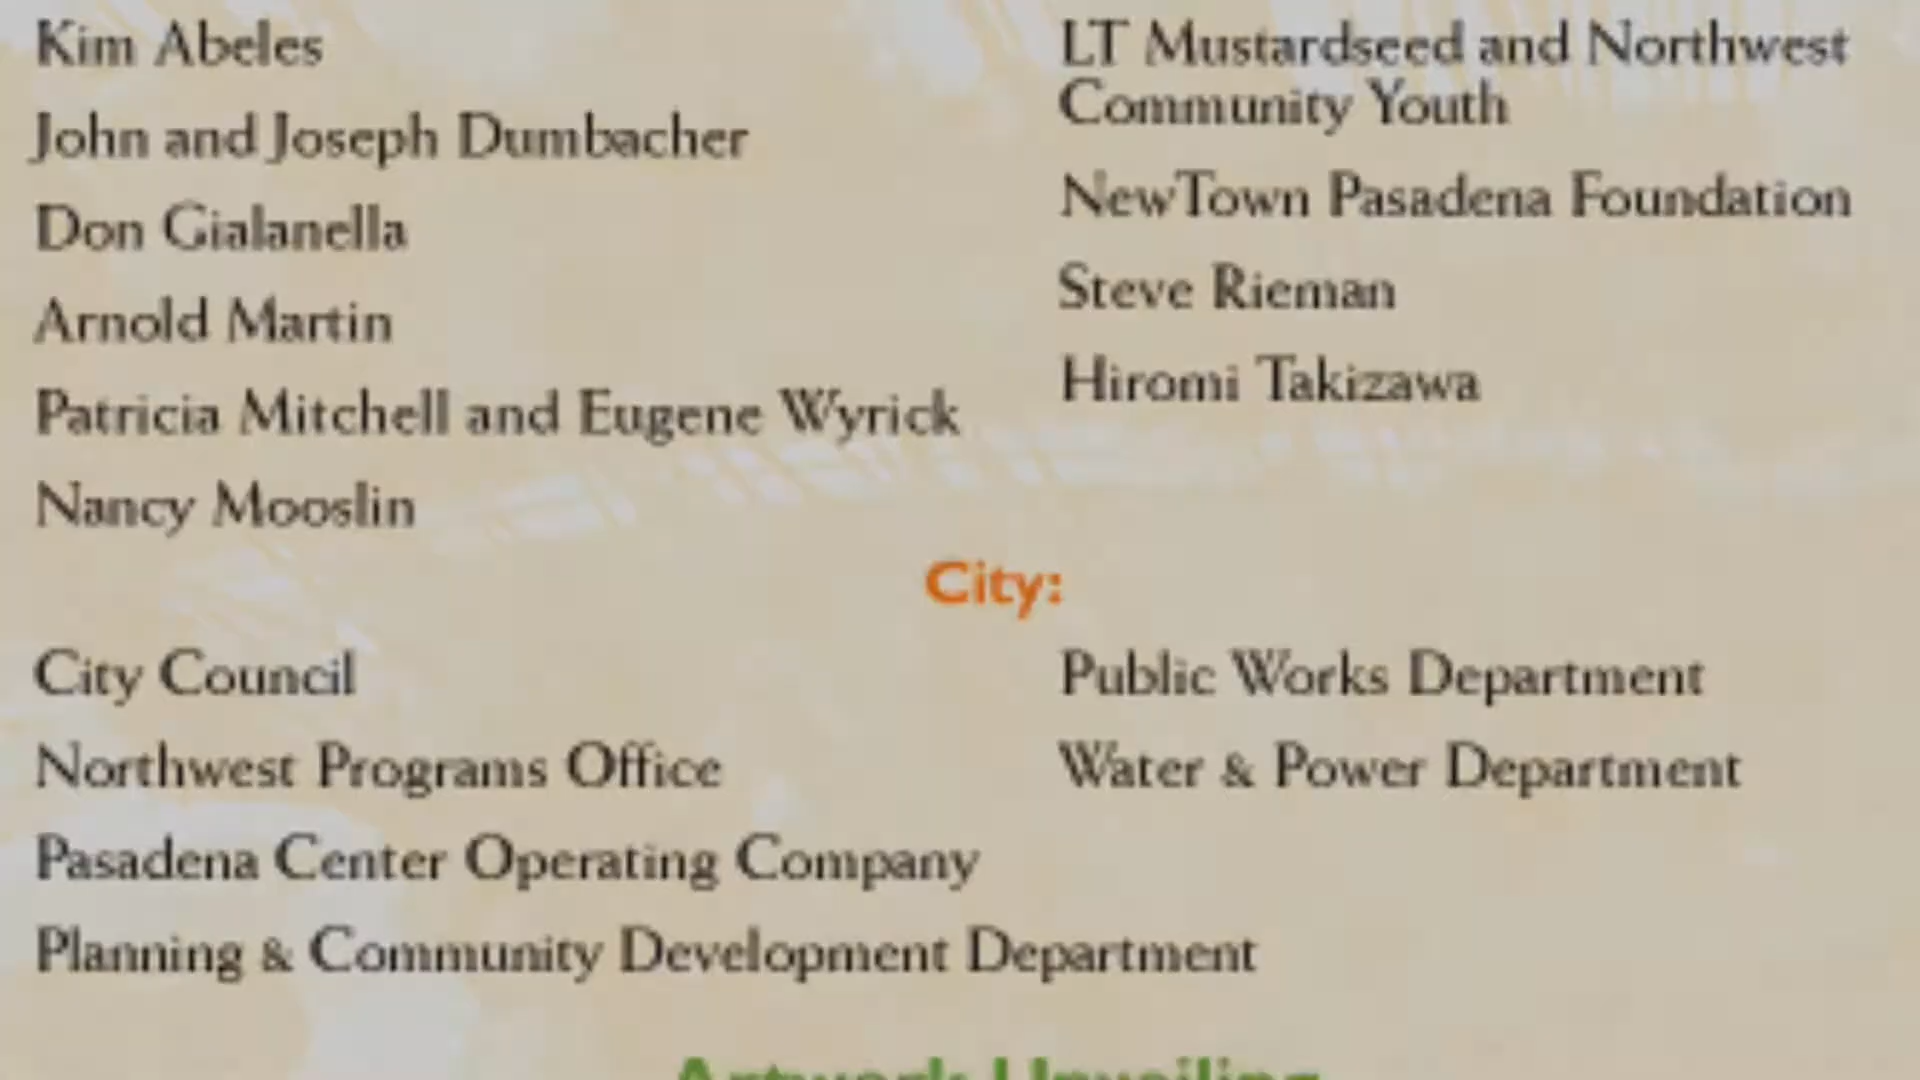 Kim Abeles
John and Joseph Dumbacher
Don Gialanella
Arnold Martin
Patricia Mitchell and Eugene Wyrick
Nancy Mooslin
LT Mustardseed and Northwest
Community Youth
NewTown Pasadena Foundation
Steve Rieman
Hiromi Takizawa
City:
City Council
Northwest Programs Office
Pasadena Center Operating Company
Planning & Community Development Department
Public Works Department
Water & Power Department
Artwork Unveiling